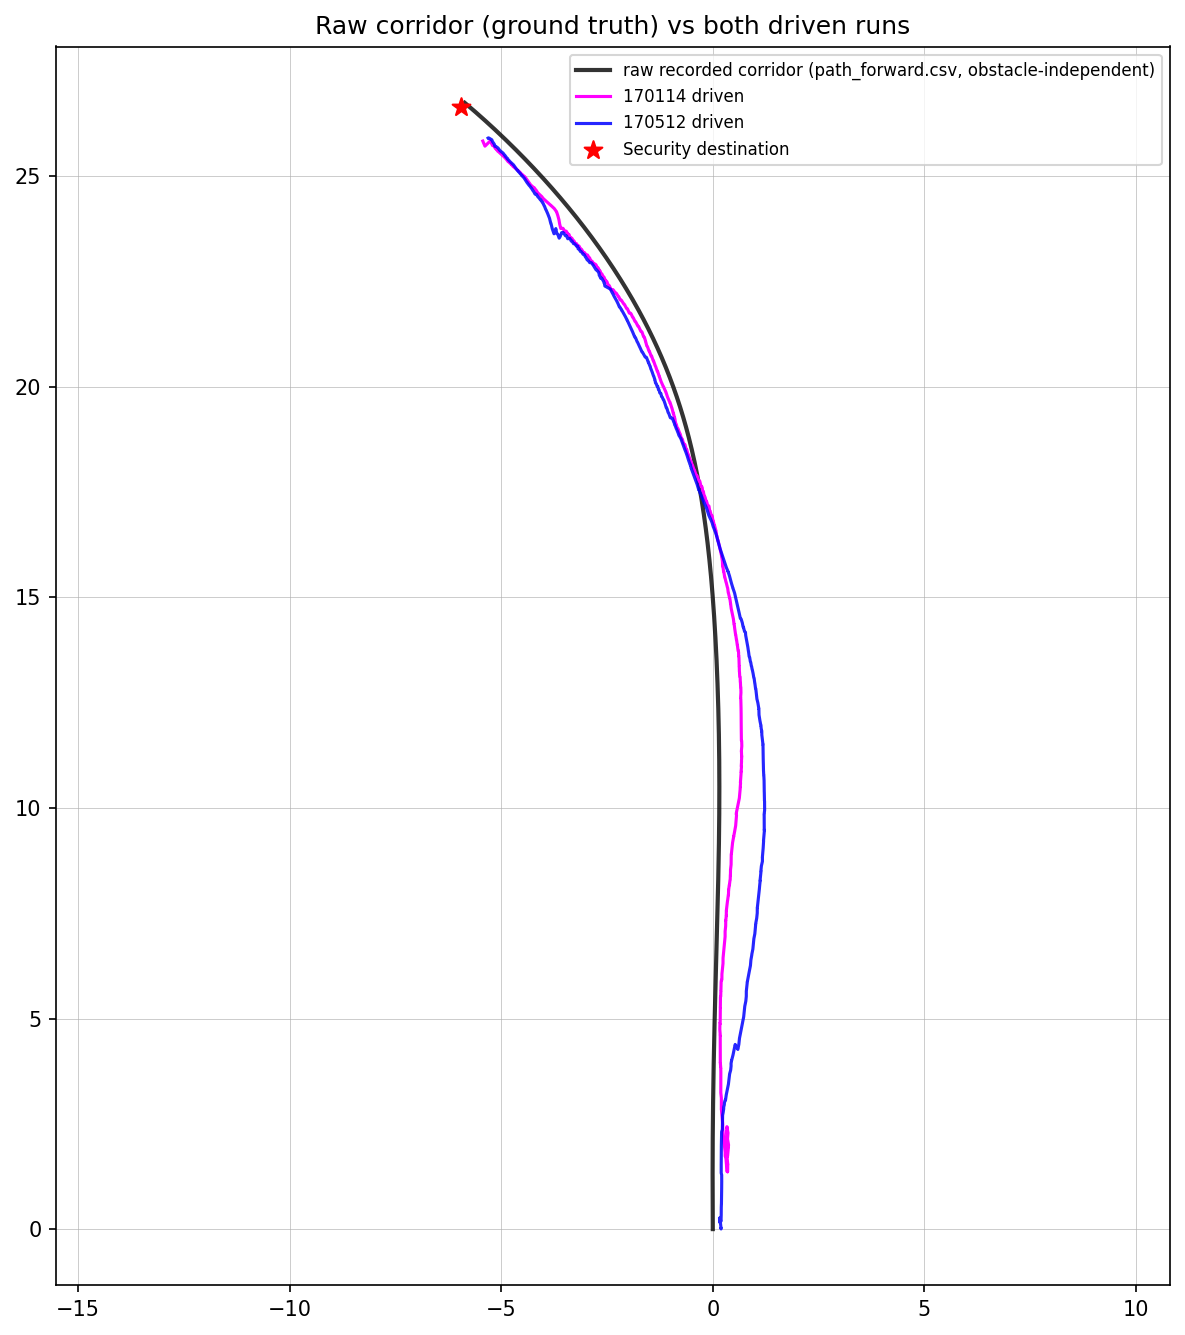 Raw corridor (ground truth) vs both driven runs
raw recorded corridor (path_forward.csv, obstacle-independent)
170114 driven
170512 driven
Security destination
25
20
15
10
5
0
−15
−10
−5
0
5
10